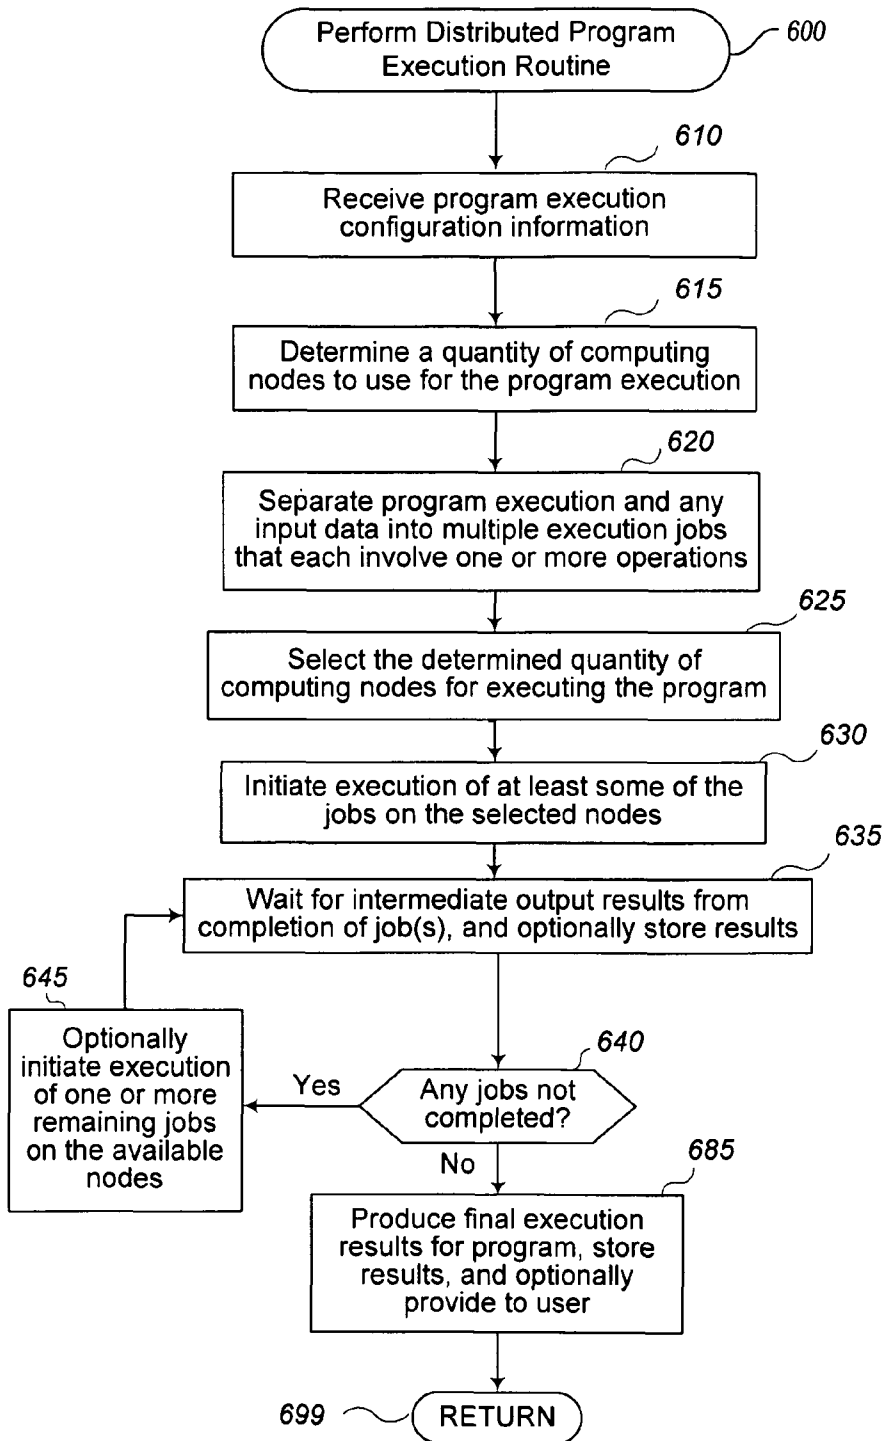 Perform Distributed Program
Execution Routine
600
610
Receive program execution
configuration information
615
Determine a quantity of computing
nodes to use for the program execution
620
Separate program execution and any
input data into multiple execution jobs
that each involve one or more operations
625
Select the determined quantity of
computing nodes for executing the program
630
Initiate execution of at least some of the
jobs on the selected nodes
635
Wait for intermediate output results from
completion of job(s), and optionally store results
645
Optionally
initiate execution
of one or more
remaining jobs
on the available
nodes
640
Any jobs not
completed?
Yes
No
685
Produce final execution
results for program, store
results, and optionally
provide to user
699
RETURN